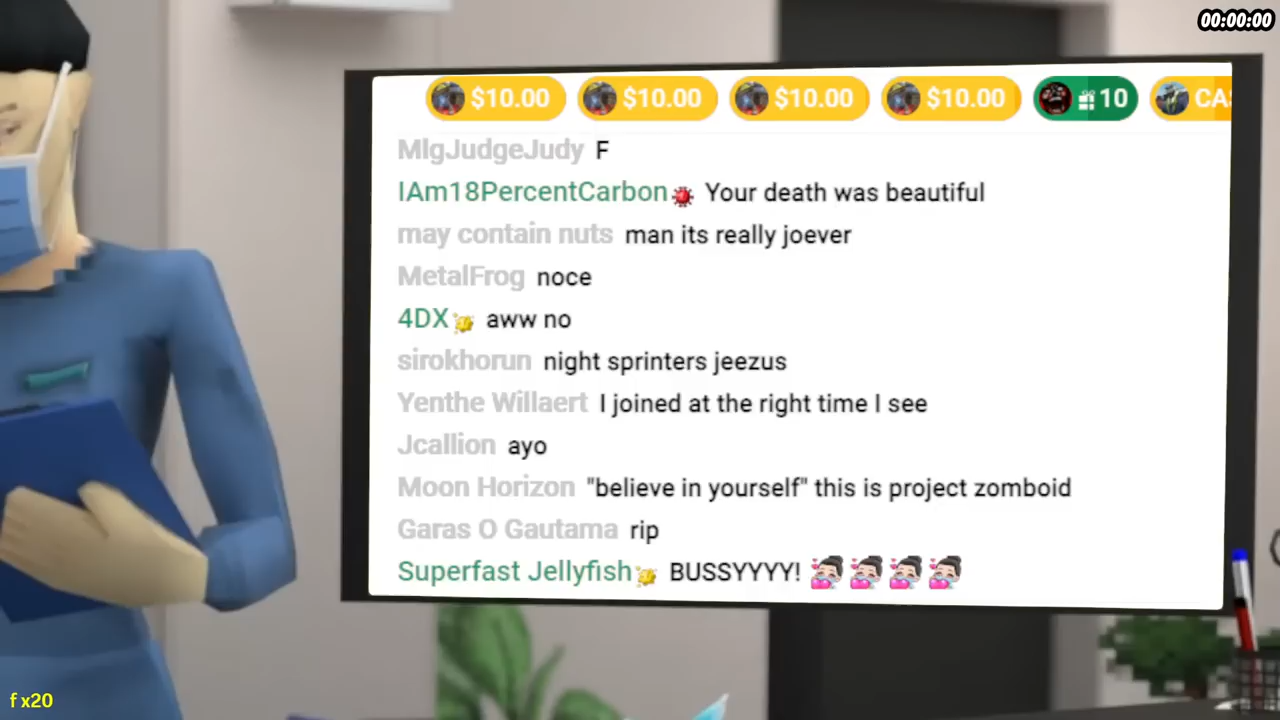 00:00:00
$10.00 $10.00 $10.00 $10.00 10
MlgJudgeJudy F
IAm18PercentCarbon Your death was beautiful
may contain nuts man its really joever
MetalFrog noce
4DX aww no
sirokhorun night sprinters jeezus
Yenthe Willaert I joined at the right time I see
Jcallion ayo
Moon Horizon "believe in yourself" this is project zomboid
Garas O Gautama rip
Superfast Jellyfish BUSSYYYY!
f x20